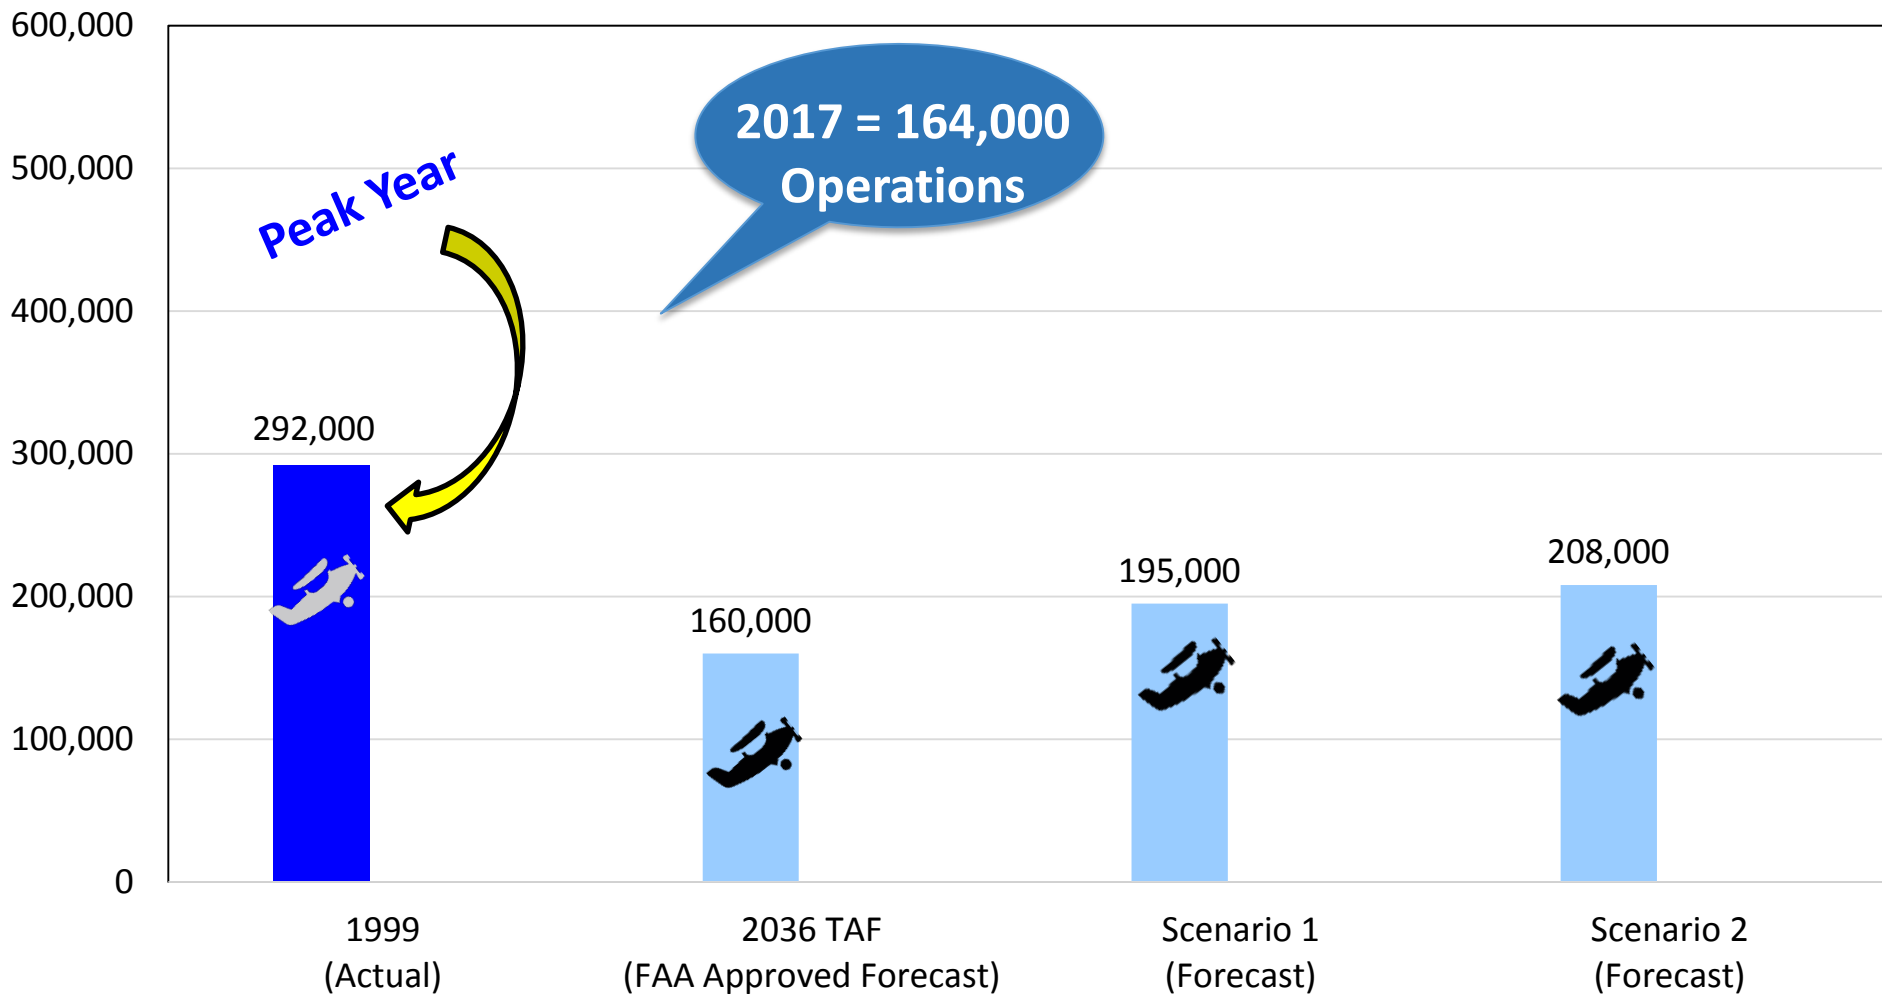 600,000
500,000
400,000
300,000
200,000
100,000
0
Peak Year
2017 = 164,000
Operations
292,000
160,000
195,000
208,000
1999
(Actual)
2036 TAF
(FAA Approved Forecast)
Scenario 1
(Forecast)
Scenario 2
(Forecast)